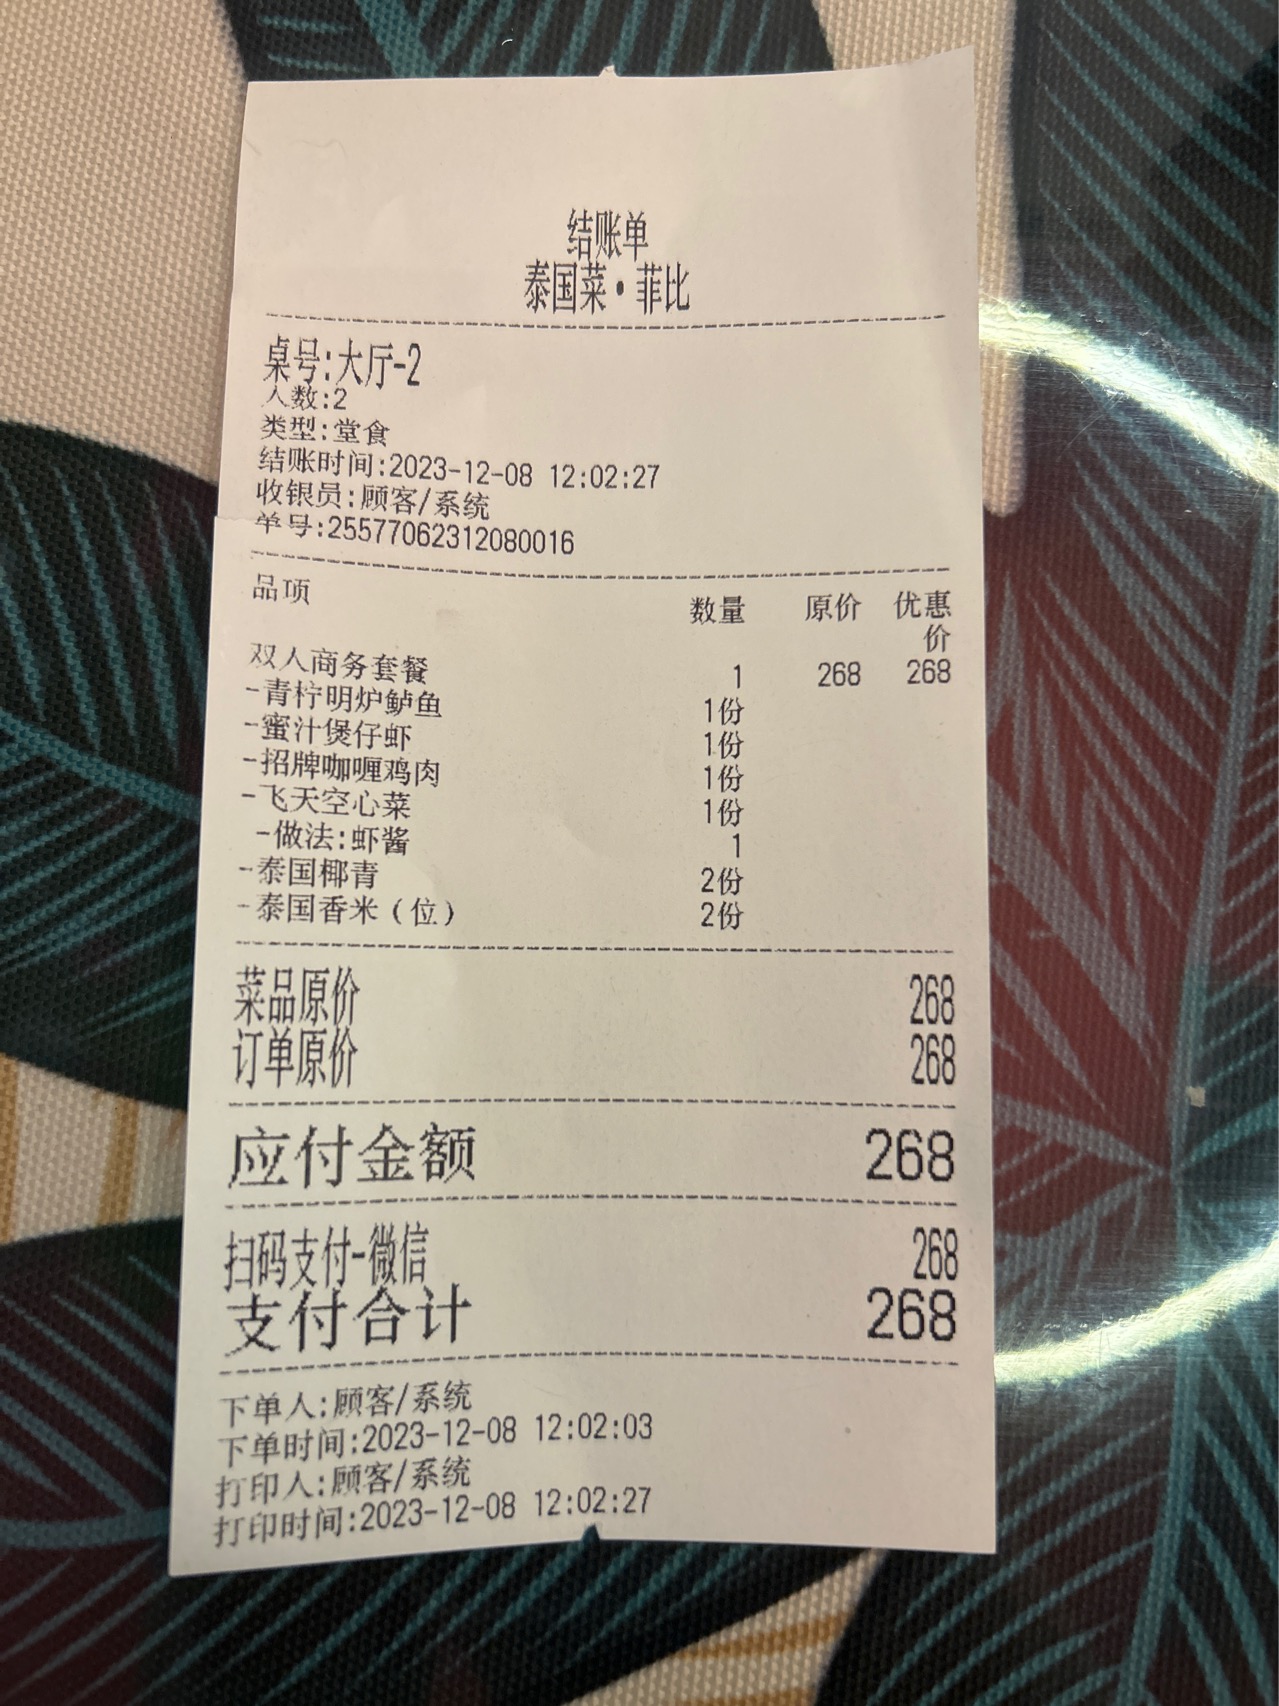 结账单
泰国菜•菲比
桌号:大厅-2
人数:2
类型:堂食
结账时间:2023-12-08 12:02:27
收银员:顾客/系统
单号:25577062312080016
品项 数量 原价 优惠价
双人商务套餐 1 268 268
-青柠明炉鲈鱼 1份
-蜜汁煲仔虾 1份
-招牌咖喱鸡肉 1份
-飞天空心菜 1份
-做法:虾酱 1
-泰国椰青 2份
-泰国香米(位) 2份
菜品原价 268
订单原价 268
应付金额 268
扫码支付-微信 268
支付合计 268
下单人:顾客/系统
下单时间:2023-12-08 12:02:03
打印人:顾客/系统
打印时间:2023-12-08 12:02:27